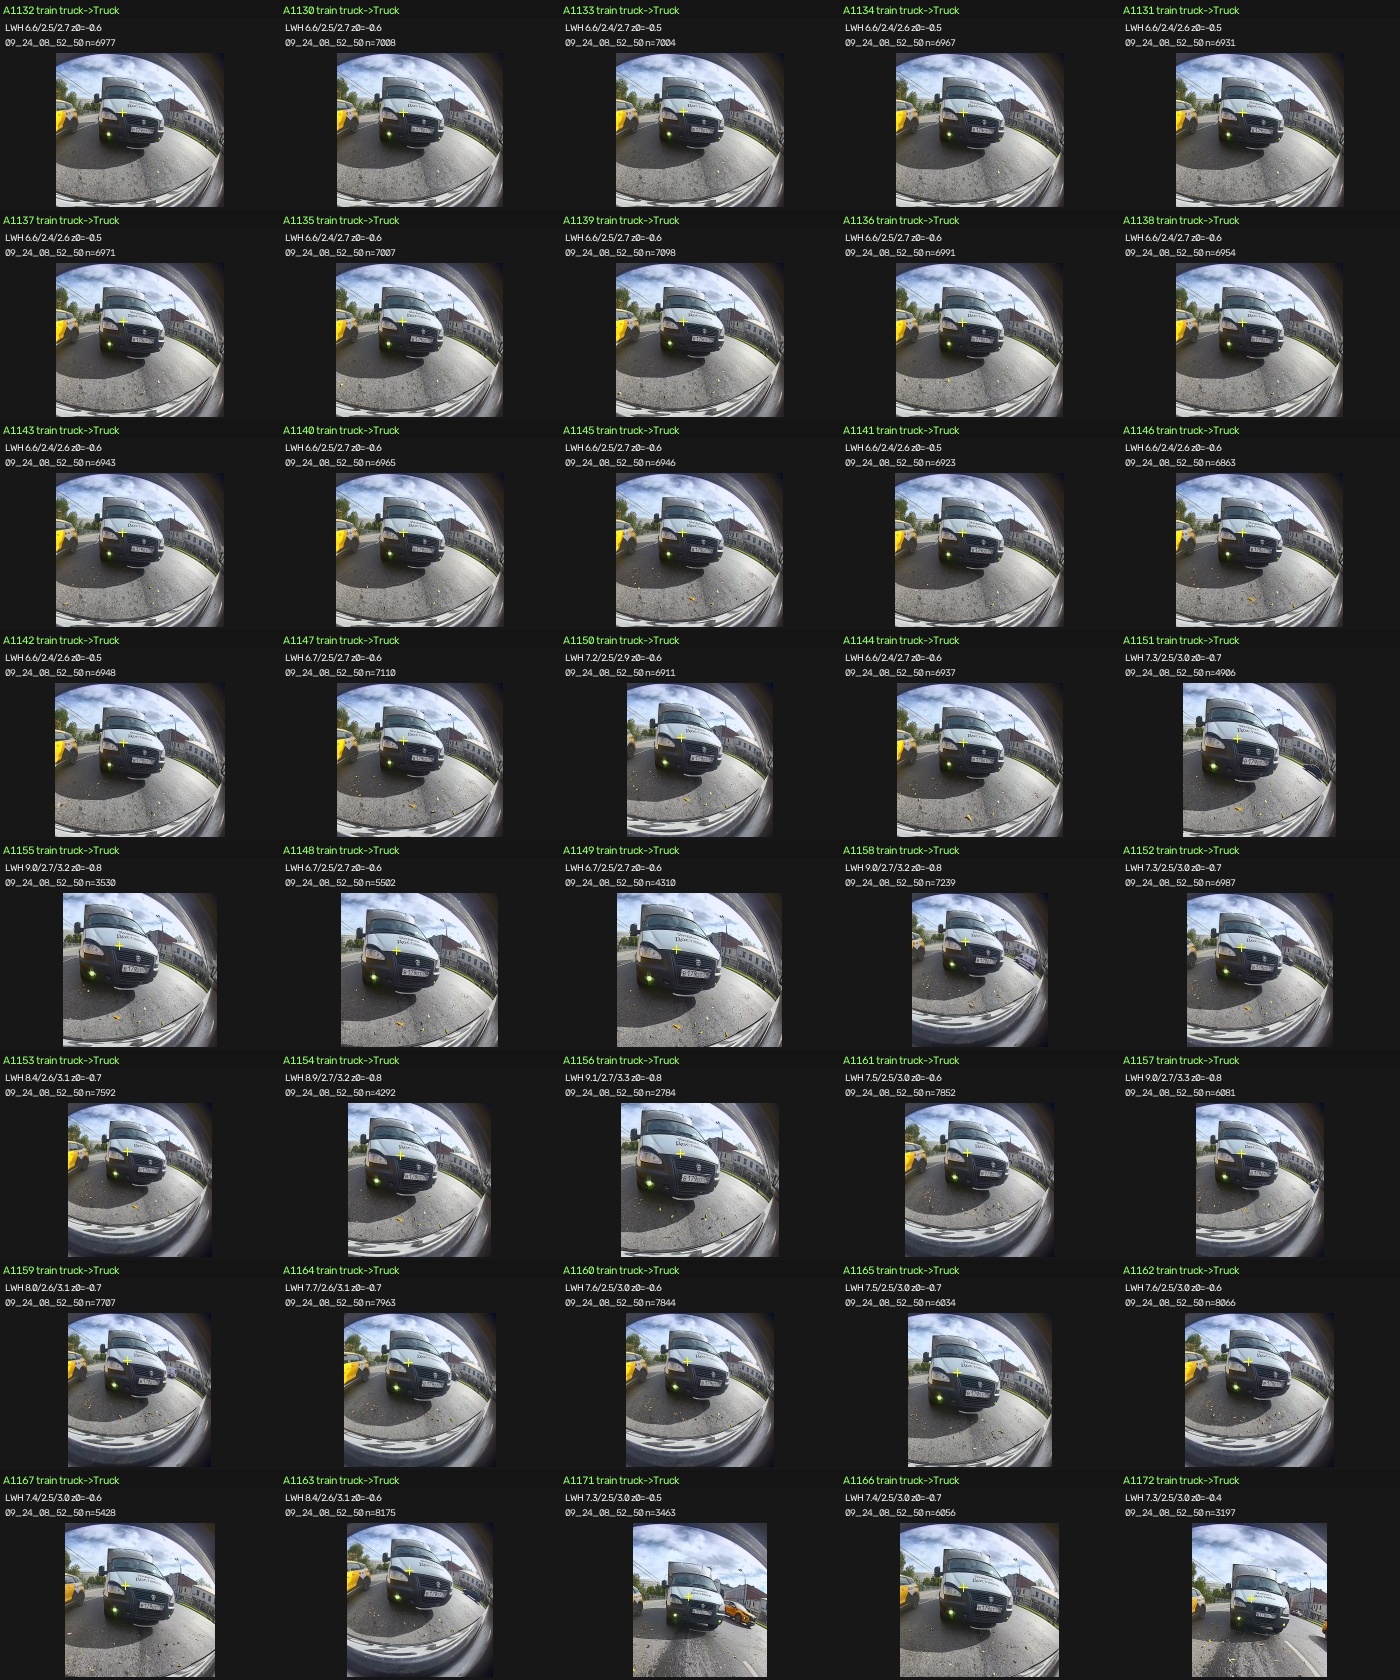 A1132 train truck->Truck
LWH 6.6/2.5/2.7 z0=-0.6
09_24_08_52_50 n=6977
A1130 train truck->Truck
LWH 6.6/2.5/2.7 z0=-0.6
09_24_08_52_50 n=7008
A1133 train truck->Truck
LWH 6.6/2.4/2.7 z0=-0.5
09_24_08_52_50 n=7004
A1134 train truck->Truck
LWH 6.6/2.4/2.6 z0=-0.5
09_24_08_52_50 n=6967
A1131 train truck->Truck
LWH 6.6/2.4/2.6 z0=-0.5
09_24_08_52_50 n=6931
A1137 train truck->Truck
LWH 6.6/2.4/2.6 z0=-0.5
09_24_08_52_50 n=6971
A1135 train truck->Truck
LWH 6.6/2.4/2.7 z0=-0.6
09_24_08_52_50 n=7007
A1139 train truck->Truck
LWH 6.6/2.5/2.7 z0=-0.6
09_24_08_52_50 n=7098
A1136 train truck->Truck
LWH 6.6/2.5/2.7 z0=-0.6
09_24_08_52_50 n=6991
A1138 train truck->Truck
LWH 6.6/2.4/2.7 z0=-0.6
09_24_08_52_50 n=6954
A1143 train truck->Truck
LWH 6.6/2.4/2.6 z0=-0.6
09_24_08_52_50 n=6943
A1140 train truck->Truck
LWH 6.6/2.5/2.7 z0=-0.6
09_24_08_52_50 n=6965
A1145 train truck->Truck
LWH 6.6/2.5/2.7 z0=-0.6
09_24_08_52_50 n=6946
A1141 train truck->Truck
LWH 6.6/2.4/2.6 z0=-0.5
09_24_08_52_50 n=6923
A1146 train truck->Truck
LWH 6.6/2.4/2.6 z0=-0.6
09_24_08_52_50 n=6863
A1142 train truck->Truck
LWH 6.6/2.4/2.6 z0=-0.5
09_24_08_52_50 n=6948
A1147 train truck->Truck
LWH 6.7/2.5/2.7 z0=-0.6
09_24_08_52_50 n=7110
A1150 train truck->Truck
LWH 7.2/2.5/2.9 z0=-0.6
09_24_08_52_50 n=6911
A1144 train truck->Truck
LWH 6.6/2.4/2.7 z0=-0.6
09_24_08_52_50 n=6937
A1151 train truck->Truck
LWH 7.3/2.5/3.0 z0=-0.7
09_24_08_52_50 n=4906
A1155 train truck->Truck
LWH 9.0/2.7/3.2 z0=-0.8
09_24_08_52_50 n=3530
A1148 train truck->Truck
LWH 6.7/2.5/2.7 z0=-0.6
09_24_08_52_50 n=5502
A1149 train truck->Truck
LWH 6.7/2.5/2.7 z0=-0.6
09_24_08_52_50 n=4310
A1158 train truck->Truck
LWH 9.0/2.7/3.2 z0=-0.8
09_24_08_52_50 n=7239
A1152 train truck->Truck
LWH 7.3/2.5/3.0 z0=-0.7
09_24_08_52_50 n=6987
A1153 train truck->Truck
LWH 8.4/2.6/3.1 z0=-0.7
09_24_08_52_50 n=7592
A1154 train truck->Truck
LWH 8.9/2.7/3.2 z0=-0.8
09_24_08_52_50 n=4292
A1156 train truck->Truck
LWH 9.1/2.7/3.3 z0=-0.8
09_24_08_52_50 n=2784
A1161 train truck->Truck
LWH 7.5/2.5/3.0 z0=-0.6
09_24_08_52_50 n=7852
A1157 train truck->Truck
LWH 9.0/2.7/3.3 z0=-0.8
09_24_08_52_50 n=6081
A1159 train truck->Truck
LWH 8.0/2.6/3.1 z0=-0.7
09_24_08_52_50 n=7707
A1164 train truck->Truck
LWH 7.7/2.6/3.1 z0=-0.7
09_24_08_52_50 n=7963
A1160 train truck->Truck
LWH 7.6/2.5/3.0 z0=-0.6
09_24_08_52_50 n=7844
A1165 train truck->Truck
LWH 7.5/2.5/3.0 z0=-0.7
09_24_08_52_50 n=6034
A1162 train truck->Truck
LWH 7.6/2.5/3.0 z0=-0.6
09_24_08_52_50 n=8066
A1167 train truck->Truck
LWH 7.4/2.5/3.0 z0=-0.6
09_24_08_52_50 n=5428
A1163 train truck->Truck
LWH 8.4/2.6/3.1 z0=-0.6
09_24_08_52_50 n=8175
A1171 train truck->Truck
LWH 7.3/2.5/3.0 z0=-0.5
09_24_08_52_50 n=3463
A1166 train truck->Truck
LWH 7.4/2.5/3.0 z0=-0.7
09_24_08_52_50 n=6056
A1172 train truck->Truck
LWH 7.3/2.5/3.0 z0=-0.4
09_24_08_52_50 n=3197